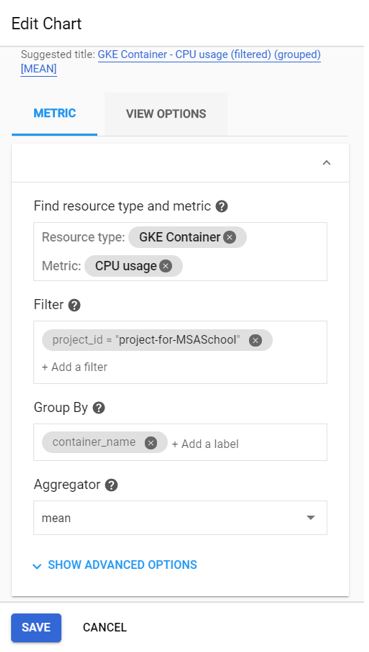 Edit Chart
Suggested title: GKE Container - CPU usage (filtered) (grouped)
[MEAN]
METRIC
VIEW OPTIONS
Find resource type and metric
Resource type: GKE Container
Metric: CPU usage
Filter
project_id = "project-for-MSASchool"
+ Add a filter
Group By
container_name + Add a label
Aggregator
mean
SHOW ADVANCED OPTIONS
SAVE CANCEL